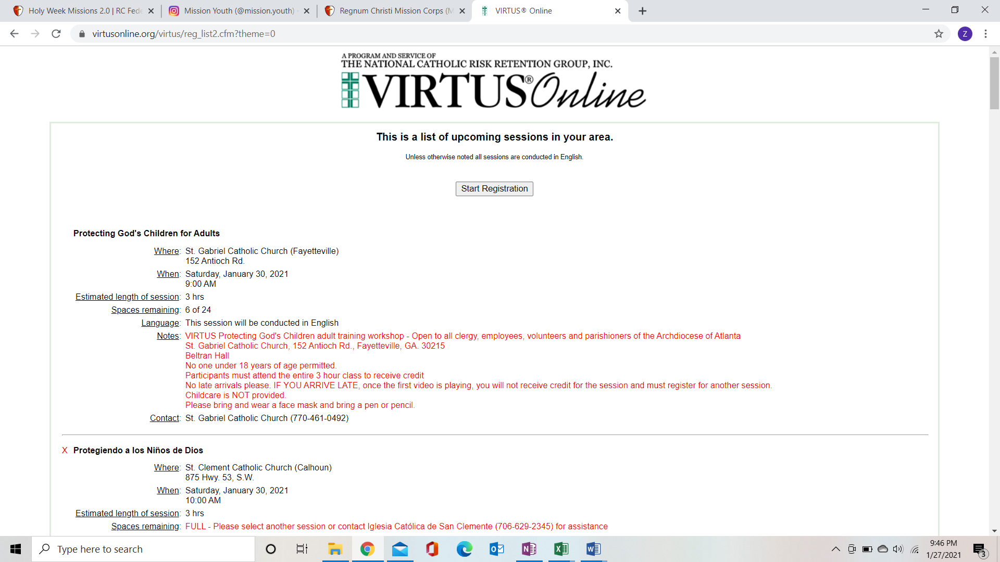 Holy Week Missions 2.0 | RC Fede
Mission Youth (@mission.youth)
Regnum Christi Mission Corps (M
VIRTUS® Online
virtusonline.org/virtus/reg_list2.cfm?theme=0
Z
A PROGRAM AND SERVICE OF
THE NATIONAL CATHOLIC RISK RETENTION GROUP, INC.
VIRTUS® Online
This is a list of upcoming sessions in your area.
Unless otherwise noted all sessions are conducted in English.
Start Registration
Protecting God's Children for Adults
Where: St. Gabriel Catholic Church (Fayetteville)
152 Antioch Rd.
When: Saturday, January 30, 2021
9:00 AM
Estimated length of session: 3 hrs
Spaces remaining: 6 of 24
Language: This session will be conducted in English
Notes: VIRTUS Protecting God's Children adult training workshop - Open to all clergy, employees, volunteers and parishioners of the Archdiocese of Atlanta
St. Gabriel Catholic Church, 152 Antioch Rd., Fayetteville, GA. 30215
Beltran Hall
No one under 18 years of age permitted.
Participants must attend the entire 3 hour class to receive credit
No late arrivals please. IF YOU ARRIVE LATE, once the first video is playing, you will not receive credit for the session and must register for another session.
Childcare is NOT provided.
Please bring and wear a face mask and bring a pen or pencil.
Contact: St. Gabriel Catholic Church (770-461-0492)
X Protegiendo a los Niños de Dios
Where: St. Clement Catholic Church (Calhoun)
875 Hwy. 53, S.W.
When: Saturday, January 30, 2021
10:00 AM
Estimated length of session: 3 hrs
Spaces remaining: FULL - Please select another session or contact Iglesia Católica de San Clemente (706-629-2345) for assistance
Type here to search
9:46 PM
1/27/2021
3